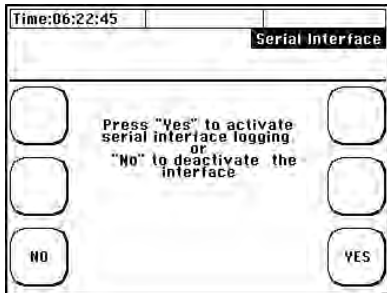 Time:06:22:45
Serial Interface
Press "Yes" to activate
serial interface logging
or
"No" to deactivate the
interface
NO
YES